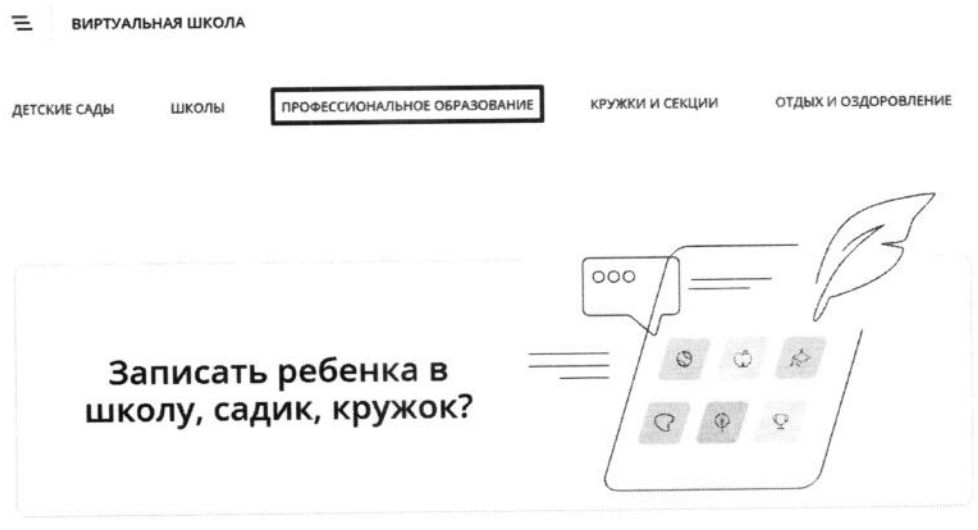 ВИРТУАЛЬНАЯ ШКОЛА
ДЕТСКИЕ САДЫ ШКОЛЫ ПРОФЕССИОНАЛЬНОЕ ОБРАЗОВАНИЕ КРУЖКИ И СЕКЦИИ ОТДЫХ И ОЗДОРОВЛЕНИЕ
Записать ребенка в
школу, садик, кружок?